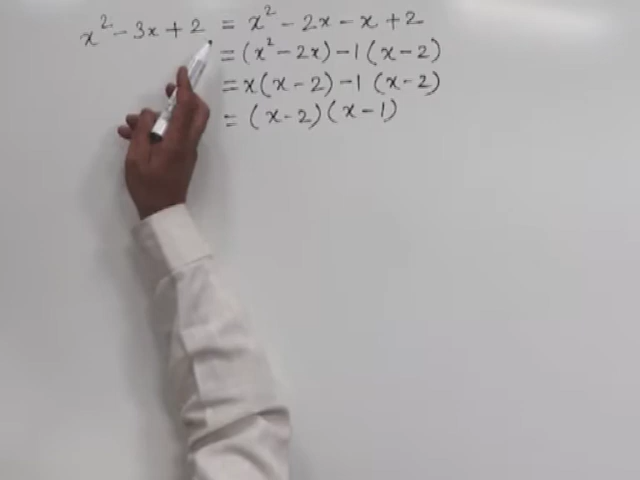 x² - 3x + 2 = x² - 2x - x + 2
= (x² - 2x) - 1 (x - 2)
= x (x - 2) - 1 (x - 2)
= (x - 2) (x - 1)